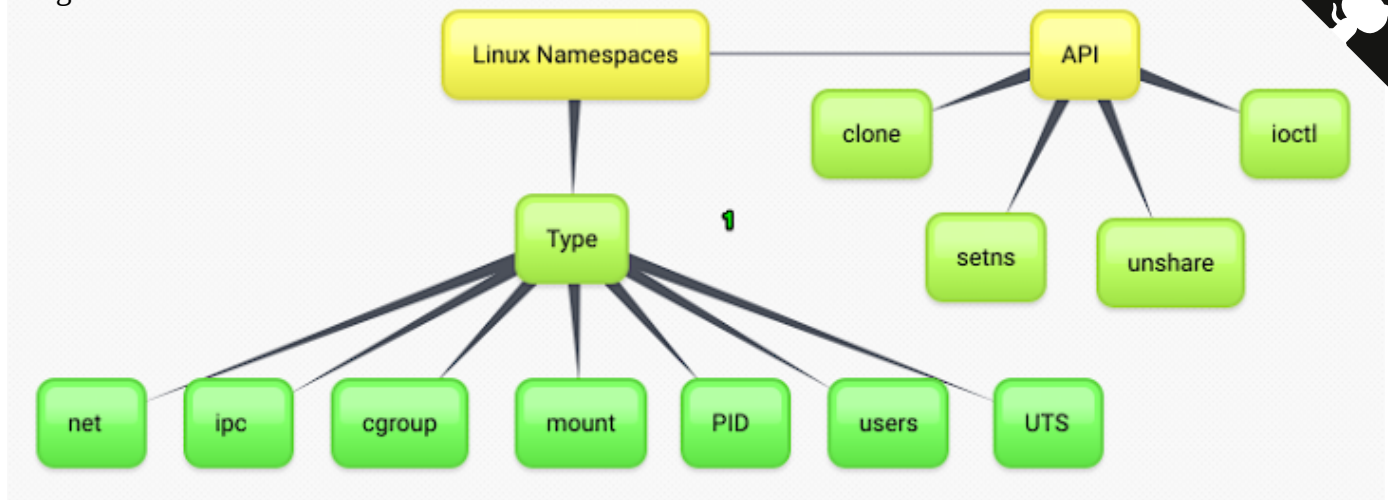 Linux Namespaces
API
clone
ioctl
Type
1
setns
unshare
net
ipc
cgroup
mount
PID
users
UTS